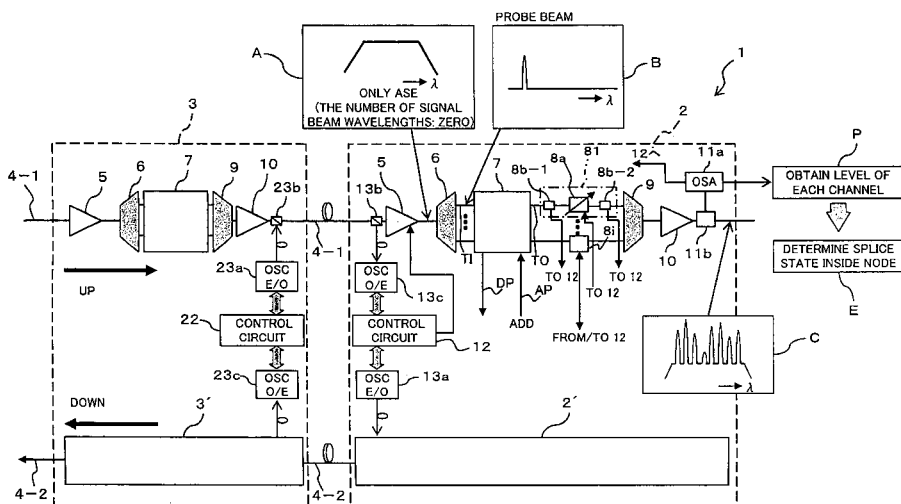 PROBE BEAM
A
λ
ONLY ASE
(THE NUMBER OF SIGNAL
BEAM WAVELENGTHS: ZERO)
B
λ
1
3
2
12
4-1
5
6
7
9
10
23b
4-1
13b
5
6
7
8b-1
8a
81
8b-2
9
10
11a
OSA
11b
P
OBTAIN LEVEL OF
EACH CHANNEL
DETERMINE SPLICE
STATE INSIDE NODE
E
TI
TO
8i
TO 12
TO 12
TO 12
DP
AP
ADD
FROM/TO 12
UP
23a
OSC
E/O
22
CONTROL
CIRCUIT
23c
OSC
O/E
OSC
O/E
13c
CONTROL
CIRCUIT
12
OSC
E/O
13a
λ
C
DOWN
3′
2′
4-2
4-2